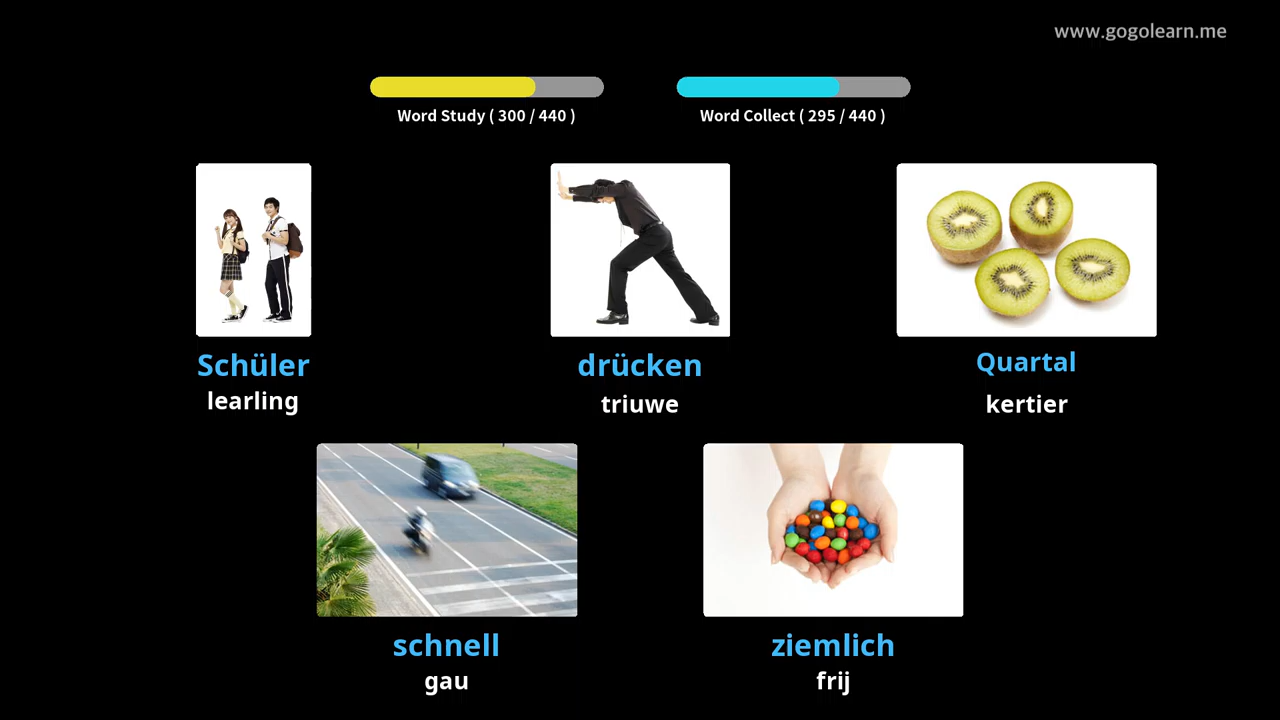 www.gogolearn.me
Word Study ( 300 / 440 )
Word Collect ( 295 / 440 )
Schüler
learling
drücken
triuwe
Quartal
kertier
schnell
gau
ziemlich
frij